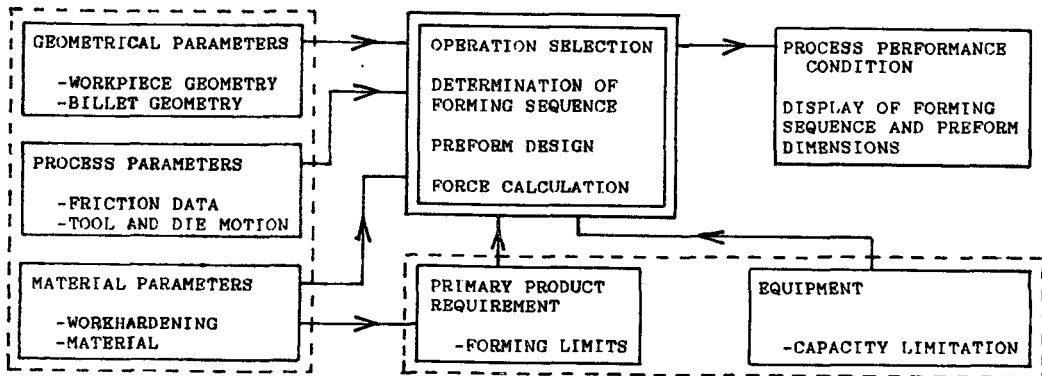 GEOMETRICAL PARAMETERS
-WORKPIECE GEOMETRY
-BILLET GEOMETRY
PROCESS PARAMETERS
-FRICTION DATA
-TOOL AND DIE MOTION
MATERIAL PARAMETERS
-WORKHARDENING
-MATERIAL
OPERATION SELECTION
DETERMINATION OF
FORMING SEQUENCE
PREFORM DESIGN
FORCE CALCULATION
PRIMARY PRODUCT
REQUIREMENT
-FORMING LIMITS
PROCESS PERFORMANCE
CONDITION
DISPLAY OF FORMING
SEQUENCE AND PREFORM
DIMENSIONS
EQUIPMENT
-CAPACITY LIMITATION